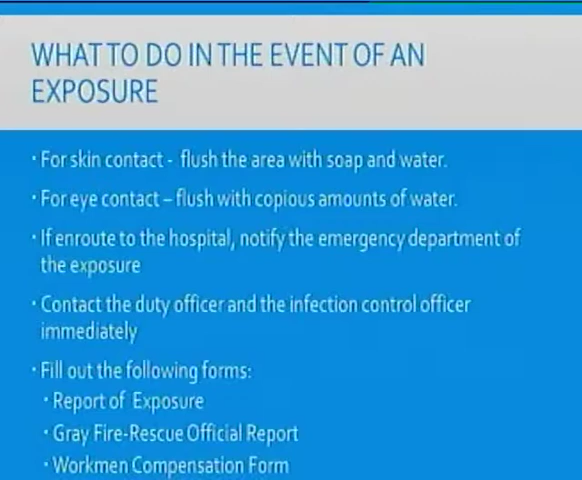 WHAT TO DO IN THE EVENT OF AN
EXPOSURE
· For skin contact - flush the area with soap and water.
· For eye contact – flush with copious amounts of water.
· If enroute to the hospital, notify the emergency department of
the exposure
· Contact the duty officer and the infection control officer
immediately
· Fill out the following forms:
· Report of Exposure
· Gray Fire-Rescue Official Report
· Workmen Compensation Form